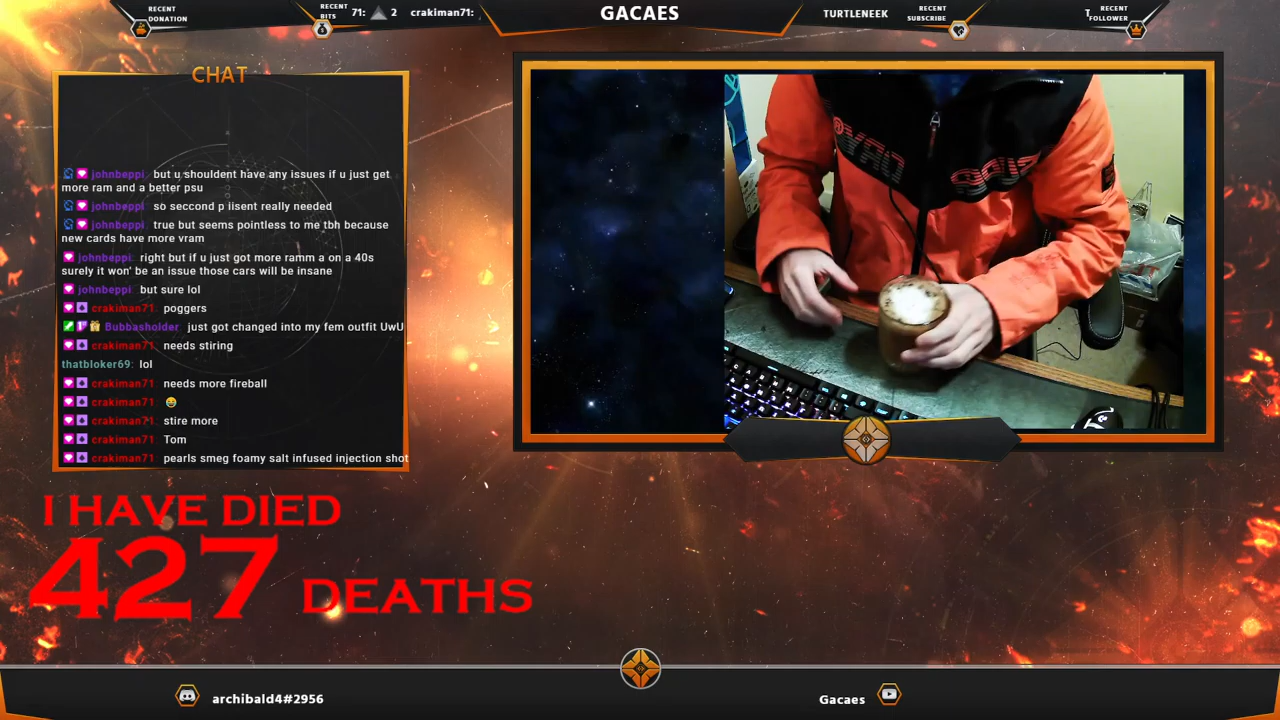 RECENT
DONATION
RECENT
BITS
71: 2 crakiman71:
GACAES
TURTLENEEK
RECENT
SUBSCRIBE
RECENT
FOLLOWER
CHAT
johnbeppi: but u shouldent have any issues if u just get
more ram and a better psu
johnbeppi: so seccond p iisent really needed
johnbeppi: true but seems pointless to me tbh because
new cards have more vram
johnbeppi: right but if u just got more ramm a on a 40s
surely it won' be an issue those cars will be insane
johnbeppi: but sure lol
crakiman71: poggers
Bubbasholder: just got changed into my fem outfit UwU
crakiman71: needs stiring
thatbloker69: lol
crakiman71: needs more fireball
crakiman71: 😄
crakiman71: stire more
crakiman71: Tom
crakiman71: pearls smeg foamy salt infused injection shot
I HAVE DIED
427 DEATHS
archibald4#2956
Gacaes